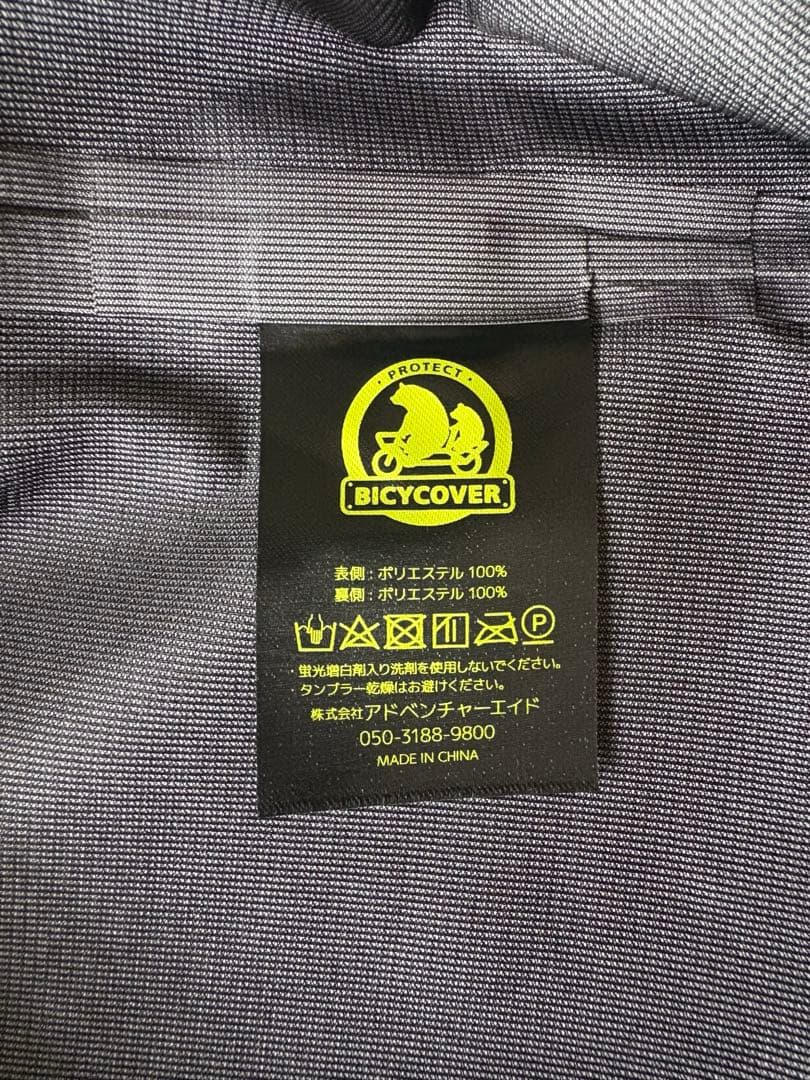 PROTECT
BICYCOVER
表側 : ポリエステル 100%
裏側 : ポリエステル 100%
P
蛍光増白剤入り洗剤を使用しないでください。
タンブラー乾燥はお避けください。
株式会社アドベンチャーエイド
050-3188-9800
MADE IN CHINA